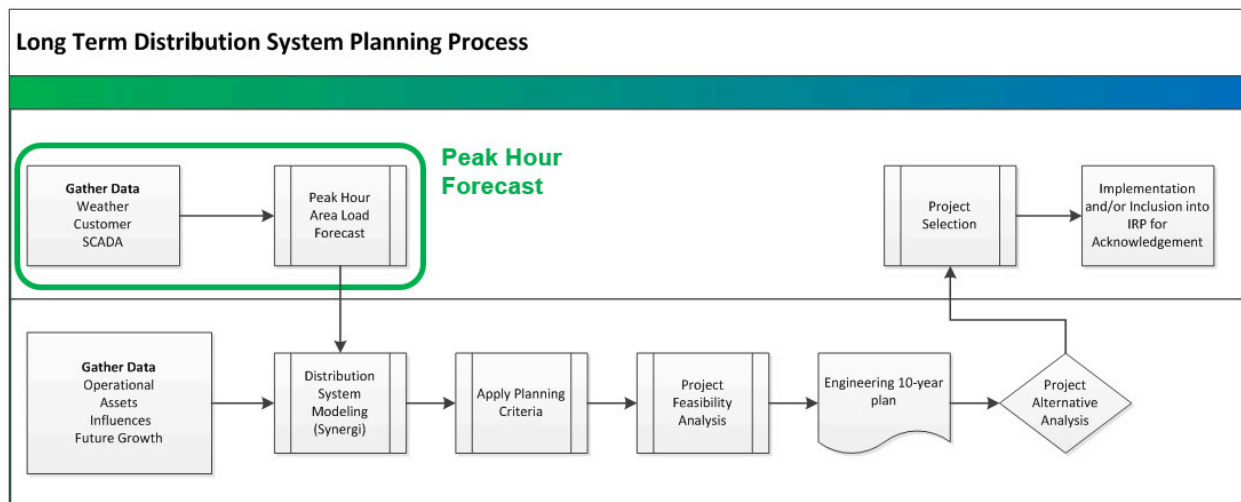 Long Term Distribution System Planning Process
Peak Hour
Forecast
Gather Data
Weather
Customer
SCADA
Peak Hour
Area Load
Forecast
Project
Selection
Implementation
and/or Inclusion into
IRP for
Acknowledgement
Gather Data
Operational
Assets
Influences
Future Growth
Distribution
System
Modeling
(Synergi)
Apply Planning
Criteria
Project
Feasibility
Analysis
Engineering 10-year
plan
Project
Alternative
Analysis